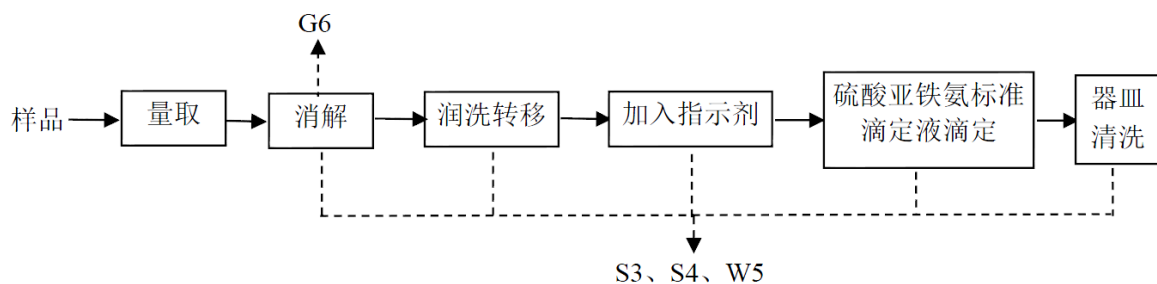 G6
样品
量取
消解
润洗转移
加入指示剂
硫酸亚铁氨标准
滴定液滴定
器皿
清洗
S3、S4、W5